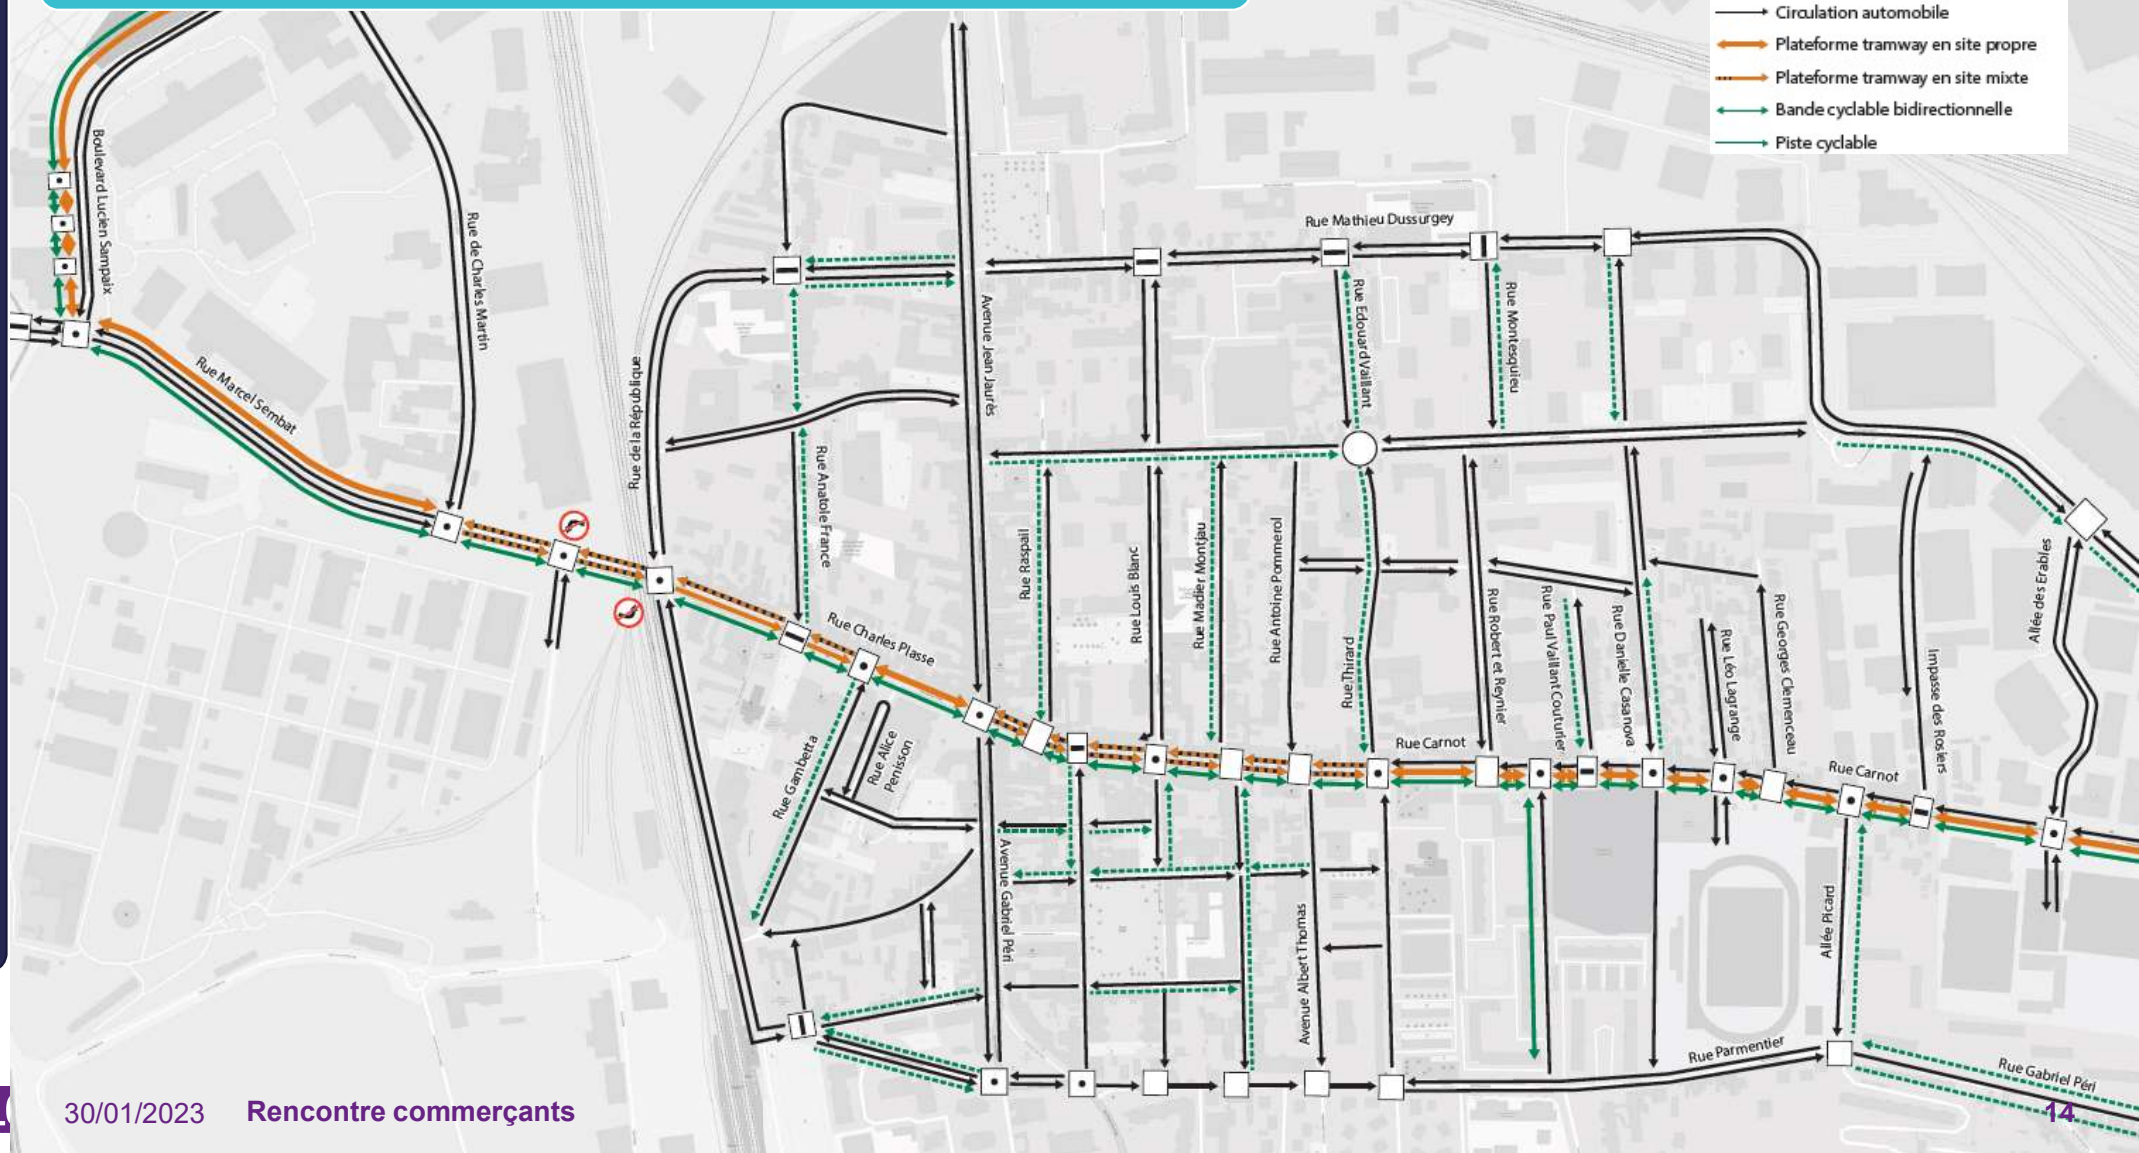 Circulation automobile
Plateforme tramway en site propre
Plateforme tramway en site mixte
Bande cyclable bidirectionnelle
Piste cyclable
Boulevard Lucien Sampaix
Rue de Charles Martin
Rue Marcel Sembat
Rue de la République
Rue Anatole France
Rue Charles Plasse
Avenue Jean Jaurès
Rue Mathieu Dussurgey
Rue Edouard Vaillant
Rue Montesquieu
Rue Raspail
Rue Louis Blanc
Rue Madier Montjau
Rue Antoine Pommerol
Rue Thirard
Rue Robert et Reynier
Rue Paul Vaillant Couturier
Rue Danielle Casanova
Rue Léo Lagrange
Rue Georges Clemenceau
Impasse des Rosiers
Allée des Erables
Rue Carnot
Rue Carnot
Rue Gambetta
Rue Alice
Penisson
Avenue Gabriel Péri
Avenue Albert Thomas
Allée Picard
Rue Parmentier
Rue Gabriel Péri
30/01/2023
Rencontre commerçants
14